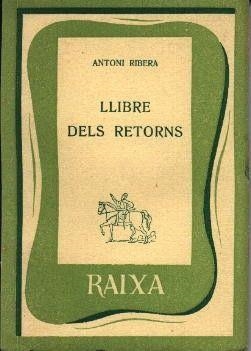 ANTONI RIBERA
LLIBRE
DELS RETORNS
RAIXA